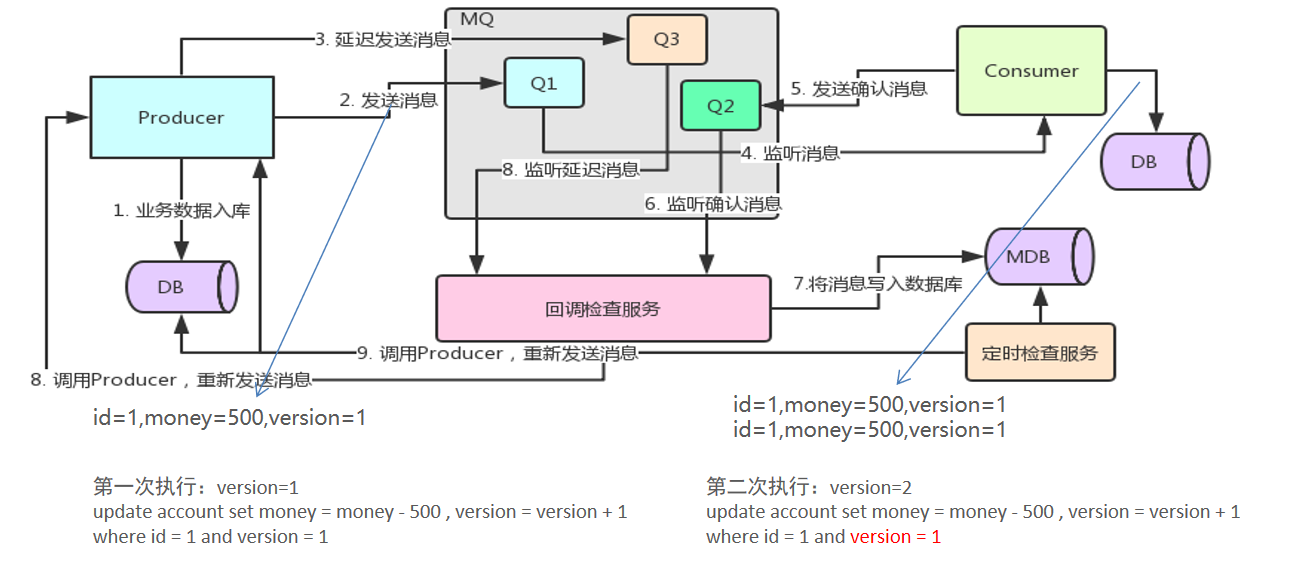 MQ
3. 延迟发送消息
Q3
Q1
Q2
Consumer
5. 发送确认消息
2. 发送消息
Producer
4. 监听消息
DB
8. 监听延迟消息
6. 监听确认消息
1. 业务数据入库
DB
MDB
7.将消息写入数据库
回调检查服务
定时检查服务
9. 调用Producer，重新发送消息
8. 调用Producer，重新发送消息
id=1,money=500,version=1
id=1,money=500,version=1
id=1,money=500,version=1
第一次执行：version=1
update account set money = money - 500 , version = version + 1
where id = 1 and version = 1
第二次执行：version=2
update account set money = money - 500 , version = version + 1
where id = 1 and version = 1